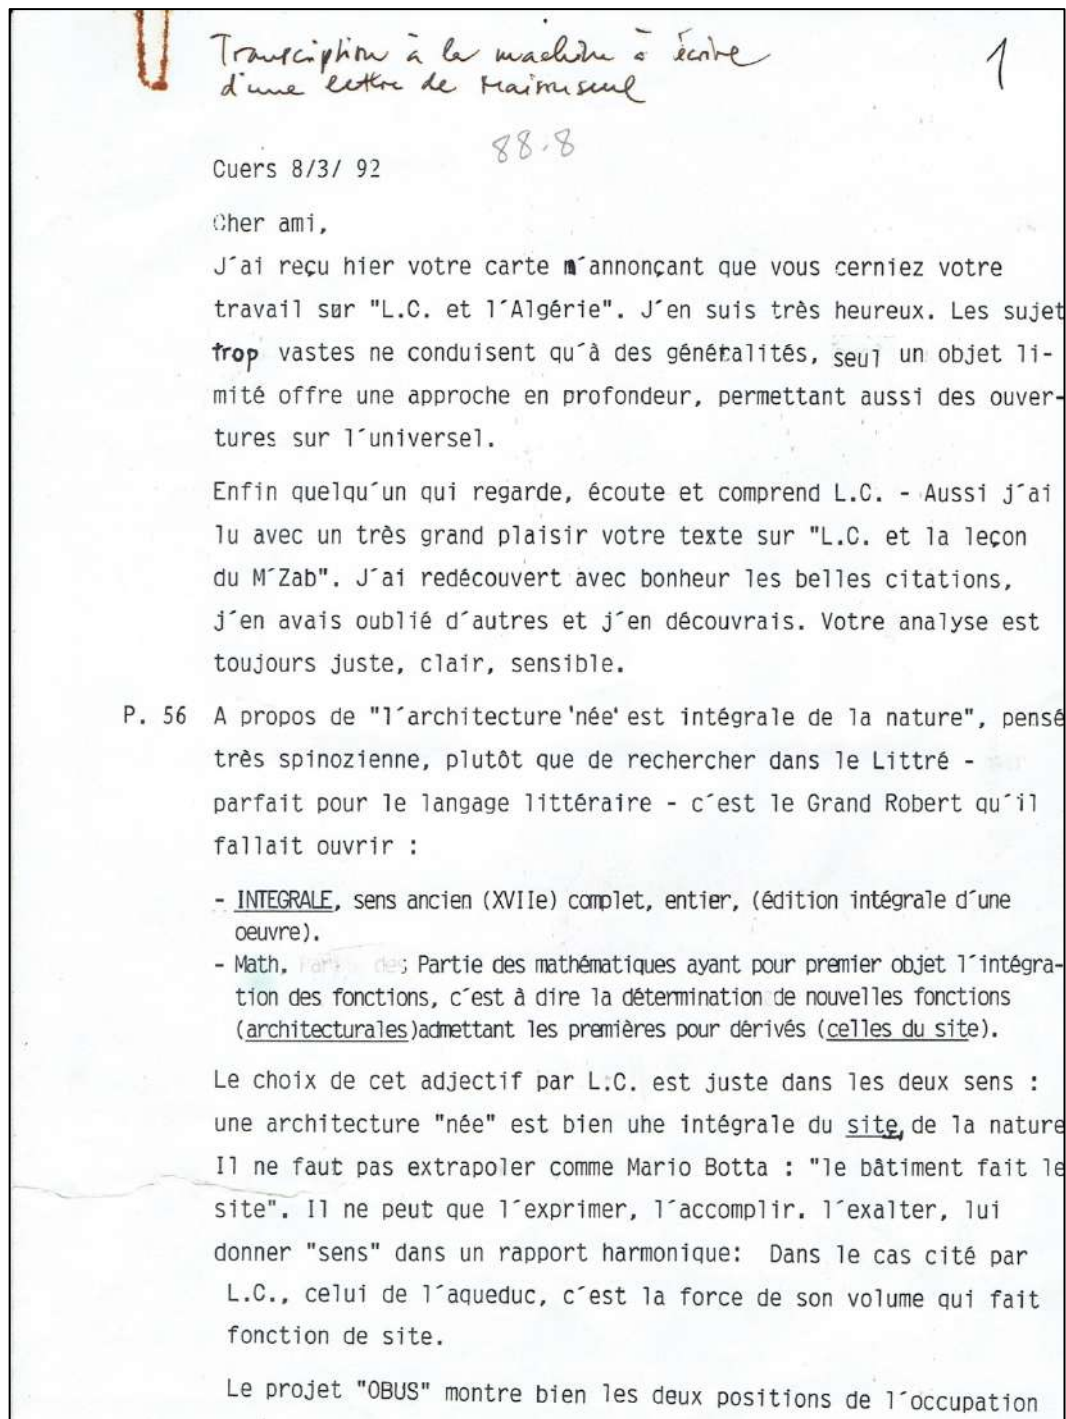 Transcription à la machine à écrire
d'une lettre de Maisonseul
1
88.8
Cuers 8/3/ 92
Cher ami,
J´ai reçu hier votre carte m´annonçant que vous cerniez votre
travail sur "L.C. et l´Algérie". J´en suis très heureux. Les sujet
trop vastes ne conduisent qu´à des généralités, seul un objet li-
mité offre une approche en profondeur, permettant aussi des ouver-
tures sur l´universel.
Enfin quelqu´un qui regarde, écoute et comprend L.C. - Aussi j´ai
lu avec un très grand plaisir votre texte sur "L.C. et la leçon
du M´Zab". J´ai redécouvert avec bonheur les belles citations,
j´en avais oublié d´autres et j´en découvrais. Votre analyse est
toujours juste, clair, sensible.
P. 56 A propos de "l´architecture 'née' est intégrale de la nature", pensé
très spinozienne, plutôt que de rechercher dans le Littré -
parfait pour le langage littéraire - c´est le Grand Robert qu´il
fallait ouvrir :
- INTEGRALE, sens ancien (XVIIe) complet, entier, (édition intégrale d´une
oeuvre).
- Math, ; Partie des mathématiques ayant pour premier objet l´intégra-
tion des fonctions, c´est à dire la détermination de nouvelles fonctions
(architecturales)admettant les premières pour dérivés (celles du site).
Le choix de cet adjectif par L.C. est juste dans les deux sens :
une architecture "née" est bien uhe intégrale du site, de la nature
Il ne faut pas extrapoler comme Mario Botta : "le bâtiment fait le
site". Il ne peut que l´exprimer, l´accomplir. l´exalter, lui
donner "sens" dans un rapport harmonique: Dans le cas cité par
L.C., celui de l´aqueduc, c´est la force de son volume qui fait
fonction de site.
Le projet "OBUS" montre bien les deux positions de l´occupation